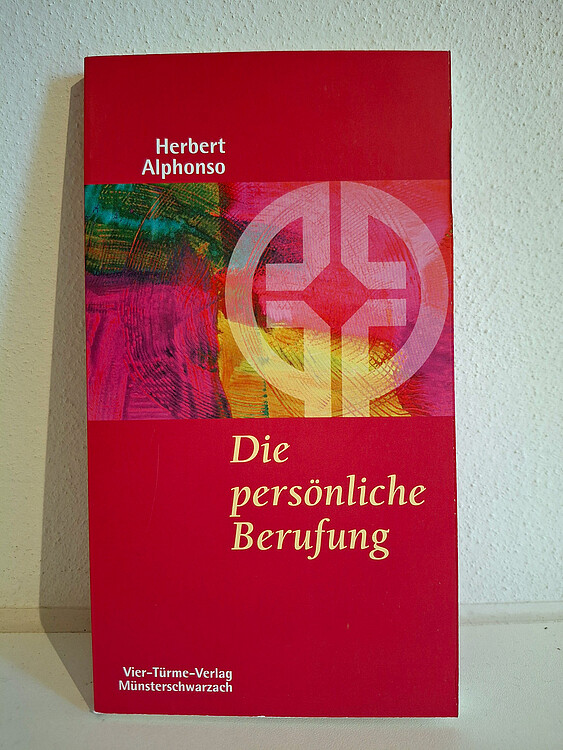 Herbert
Alphonso
Die
persönliche
Berufung
Vier-Türme-Verlag
Münsterschwarzach